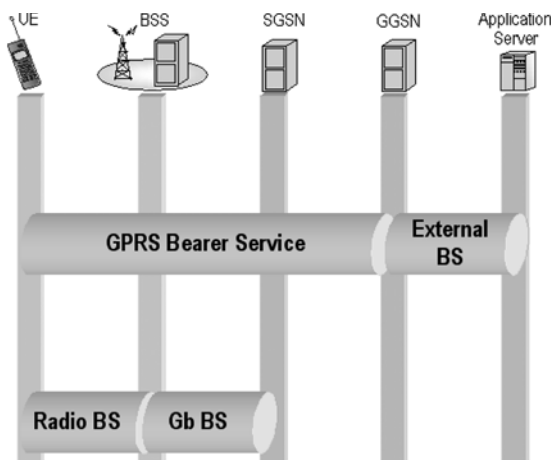 UE
BSS
SGSN
GGSN
Application
Server
GPRS Bearer Service
External
BS
Radio BS
Gb BS